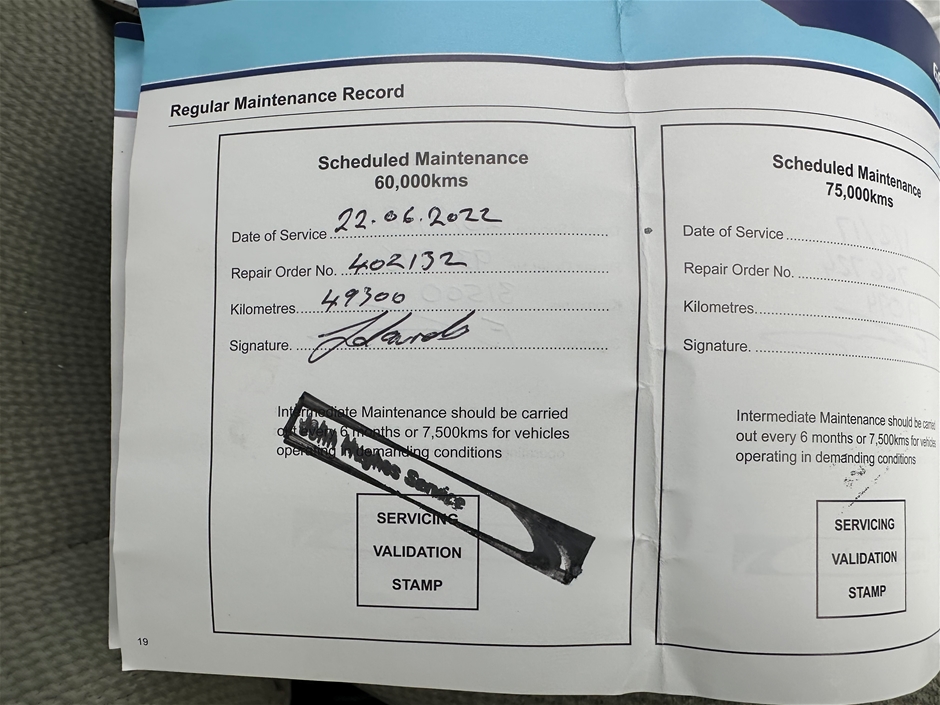 Regular Maintenance Record
Scheduled Maintenance
60,000kms
Date of Service 22.06.2022
Repair Order No. 402132
Kilometres 49300
Signature.
Intermediate Maintenance should be carried
out every 6 months or 7,500kms for vehicles
operating in demanding conditions
John Hughes Service
SERVICING
VALIDATION
STAMP
19
Scheduled Maintenance
75,000kms
Date of Service
Repair Order No.
Kilometres
Signature.
Intermediate Maintenance should be carried
out every 6 months or 7,500kms for vehicles
operating in demanding conditions
SERVICING
VALIDATION
STAMP